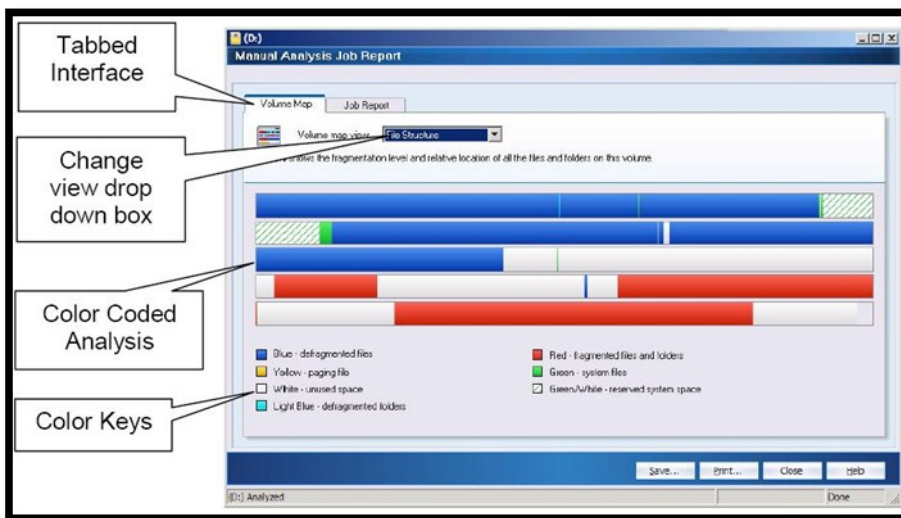 Tabbed
Interface
Change
view drop
down box
Color Coded
Analysis
Color Keys
(D:)
Manual Analysis Job Report
Volume Map
Job Report
Volume map view:
File Structure
shows the fragmentation level and relative location of all the files and folders on this volume.
Blue - defragmented files
Yellow - paging file
White - unused space
Light Blue - defragmented folders
Red - fragmented files and folders
Green - system files
Green/White - reserved system space
Save...
Print...
Close
Help
(D:) Analyzed
Done